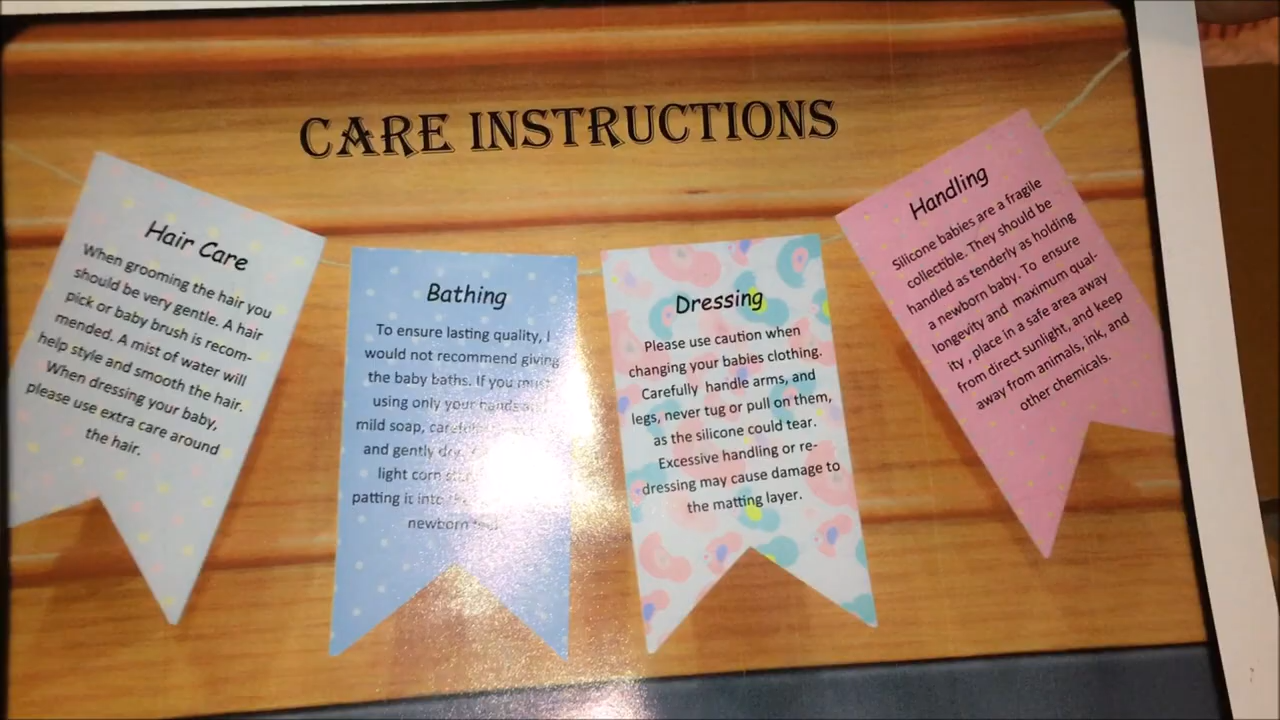 CARE INSTRUCTIONS
Hair Care
When grooming the hair you
should be very gentle. A hair
pick or baby brush is recom-
mended. A mist of water will
help style and smooth the hair.
When dressing your baby,
please use extra care around
the hair.
Bathing
To ensure lasting quality, I
would not recommend giving
the baby baths. If you must
using only your hands
mild soap,
and gently
light corn
patting it into
newborn
Dressing
Please use caution when
changing your babies clothing.
Carefully handle arms, and
legs, never tug or pull on them,
as the silicone could tear.
Excessive handling or re-
dressing may cause damage to
the matting layer.
Handling
Silicone babies are a fragile
collectible. They should be
handled as tenderly as holding
a newborn baby. To ensure
longevity and maximum qual-
ity , place in a safe area away
from direct sunlight, and keep
away from animals, ink, and
other chemicals.